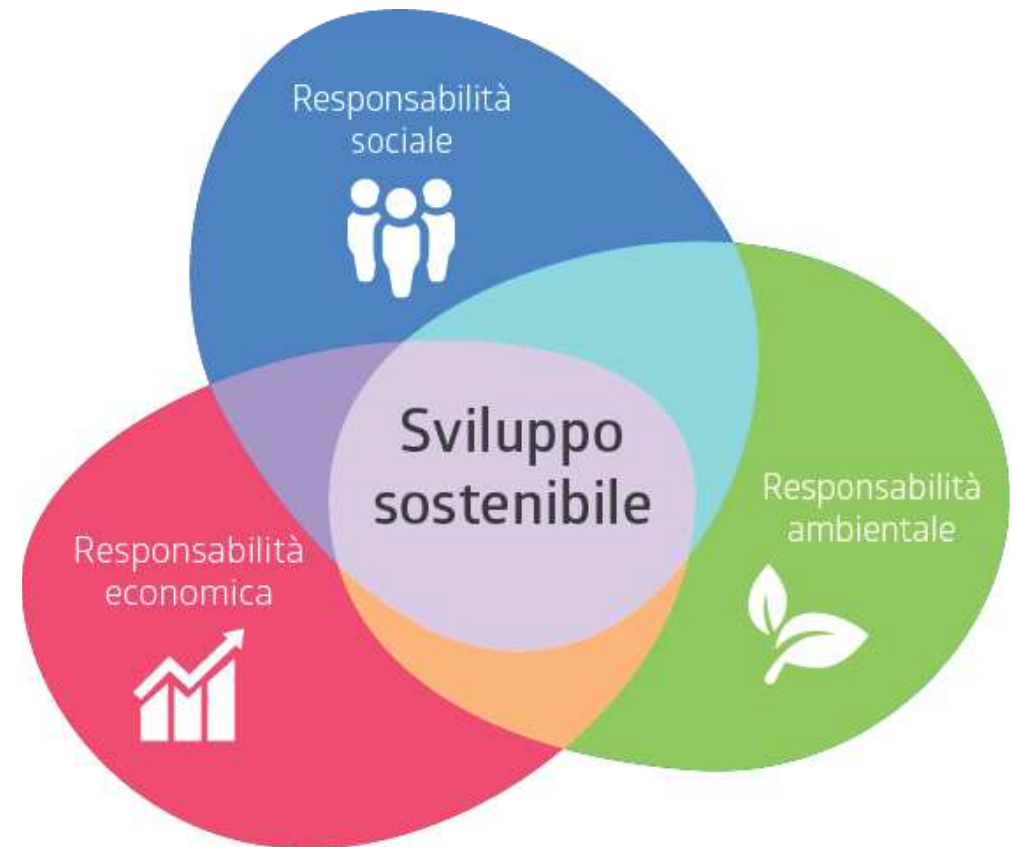 Responsabilità
sociale
Sviluppo
sostenibile
Responsabilità
ambientale
Responsabilità
economica